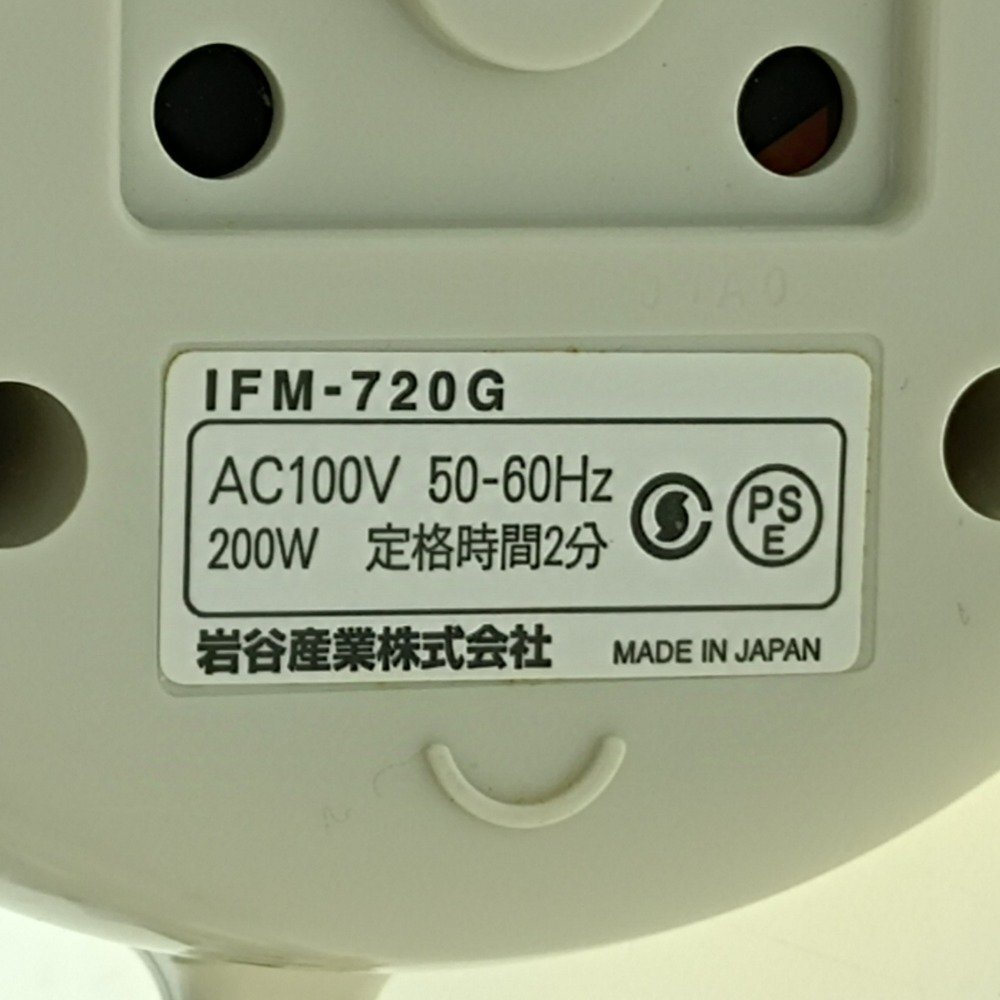 IFM-720G
AC100V 50-60Hz
200W 定格時間2分
PS
E
岩谷産業株式会社
MADE IN JAPAN